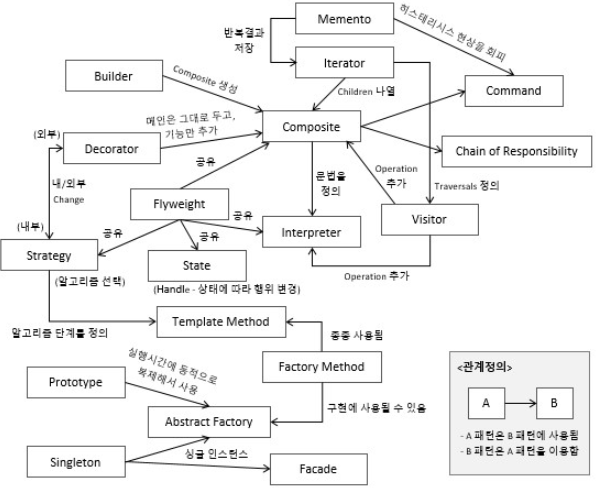 Memento
히스테리시스 현상을 회피
반복결과
저장
Iterator
Builder
Composite 생성
Children 나열
Command
메인은 그대로 두고,
기능만 추가
(외부)
Decorator
Composite
Chain of Responsibility
공유
내/외부
Change
문법을
정의
Operation
추가
Traversals 정의
Flyweight
공유
(내부)
공유
Visitor
Strategy
공유
Interpreter
State
(알고리즘 선택)
(Handle - 상태에 따라 행위 변경)
Operation 추가
알고리즘 단계를 정의
Template Method
종종 사용됨
실행시간에 동적으로
복제해서 사용
Factory Method
Prototype
구현에 사용될 수 있음
Abstract Factory
싱글 인스턴스
Singleton
Facade
<관계정의>
A
B
- A 패턴은 B 패턴에 사용됨
- B 패턴은 A 패턴을 이용함